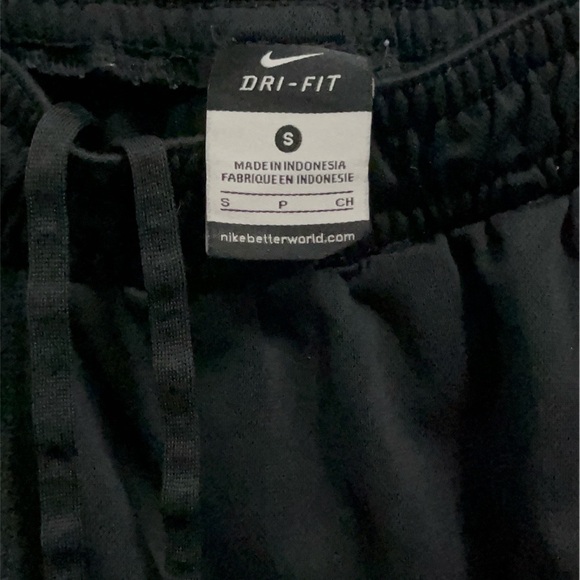 DRI-FIT
S
MADE IN INDONESIA
FABRIQUE EN INDONESIE
S P CH
nikebetterworld.com